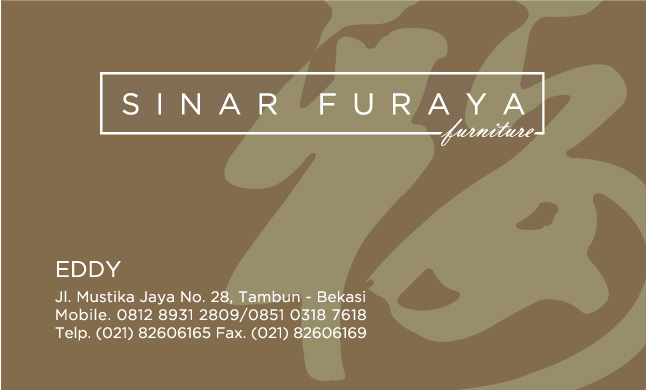 SINAR FURAYA
furniture
EDDY
Jl. Mustika Jaya No. 28, Tambun - Bekasi
Mobile. 0812 8931 2809/0851 0318 7618
Telp. (021) 82606165 Fax. (021) 82606169